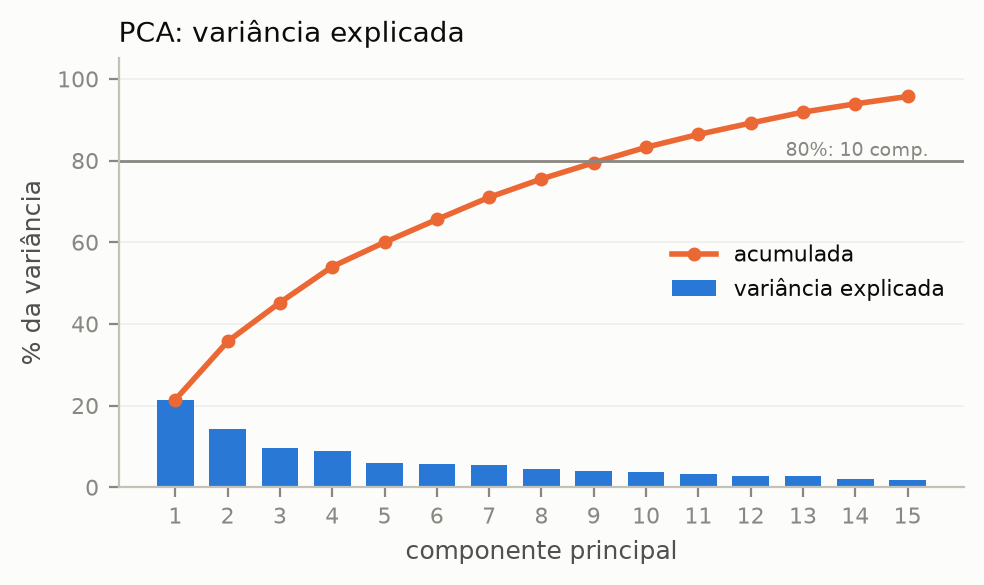 PCA: variância explicada
% da variância
100
80
60
40
20
0
80%: 10 comp.
acumulada
variância explicada
1 2 3 4 5 6 7 8 9 10 11 12 13 14 15
componente principal